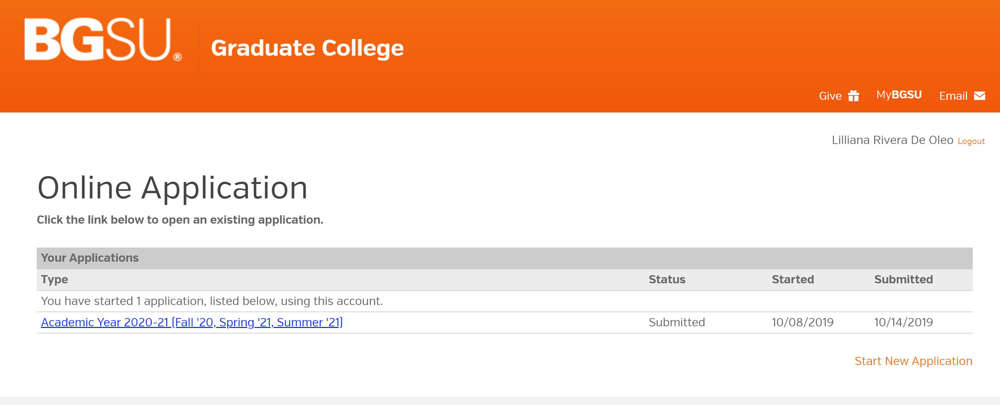 BGSU®
Graduate College
Give
MyBGSU
Email
Lilliana Rivera De Oleo Logout
Online Application
Click the link below to open an existing application.
Your Applications
Type Status Started Submitted
You have started 1 application, listed below, using this account.
Academic Year 2020-21 (Fall '20, Spring '21, Summer '21) Submitted 10/08/2019 10/14/2019
Start New Application